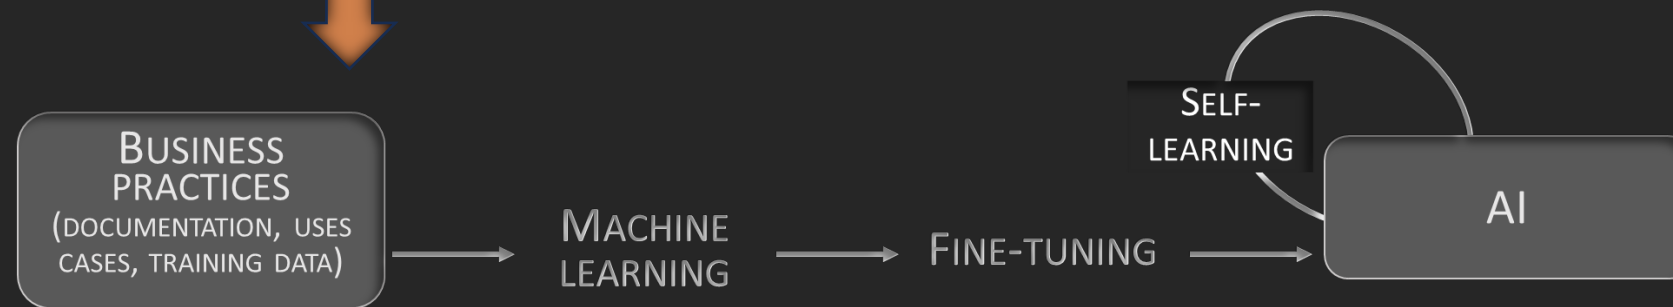 BUSINESS
PRACTICES
(DOCUMENTATION, USES
CASES, TRAINING DATA)
MACHINE
LEARNING
FINE-TUNING
SELF-
LEARNING
AI